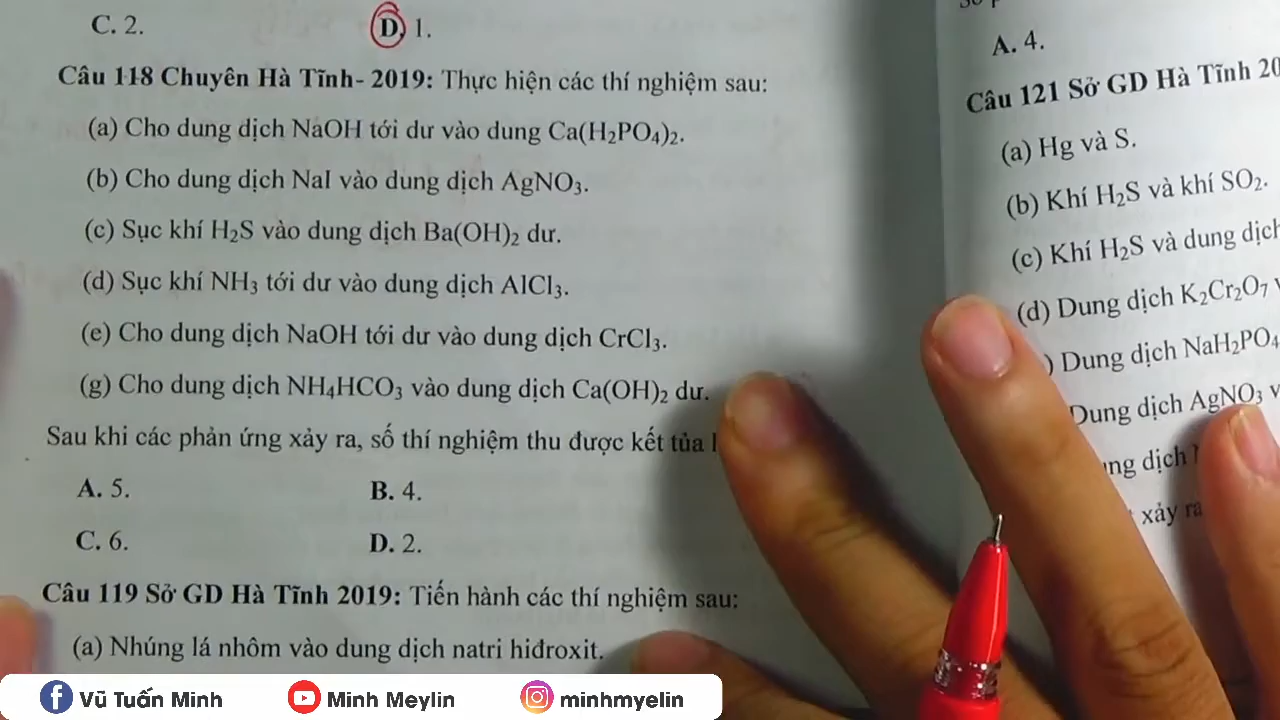 C. 2. D. 1.
Câu 118 Chuyên Hà Tĩnh- 2019: Thực hiện các thí nghiệm sau:
(a) Cho dung dịch NaOH tới dư vào dung Ca(H₂PO₄)₂.
(b) Cho dung dịch NaI vào dung dịch AgNO₃.
(c) Sục khí H₂S vào dung dịch Ba(OH)₂ dư.
(d) Sục khí NH₃ tới dư vào dung dịch AlCl₃.
(e) Cho dung dịch NaOH tới dư vào dung dịch CrCl₃.
(g) Cho dung dịch NH₄HCO₃ vào dung dịch Ca(OH)₂ dư.
Sau khi các phản ứng xảy ra, số thí nghiệm thu được kết tủa
A. 5. B. 4.
C. 6. D. 2.
Câu 119 Sở GD Hà Tĩnh 2019: Tiến hành các thí nghiệm sau:
(a) Nhúng lá nhôm vào dung dịch natri hiđroxit.
A. 4.
Câu 121 Sở GD Hà Tĩnh 20
(a) Hg và S.
(b) Khí H₂S và khí SO₂.
(c) Khí H₂S và dung dịch
(d) Dung dịch K₂Cr₂O₇
) Dung dịch NaH₂PO₄
Dung dịch AgNO₃ v
ng dịch
xảy ra
Vũ Tuấn Minh Minh Meylin minhmyelin